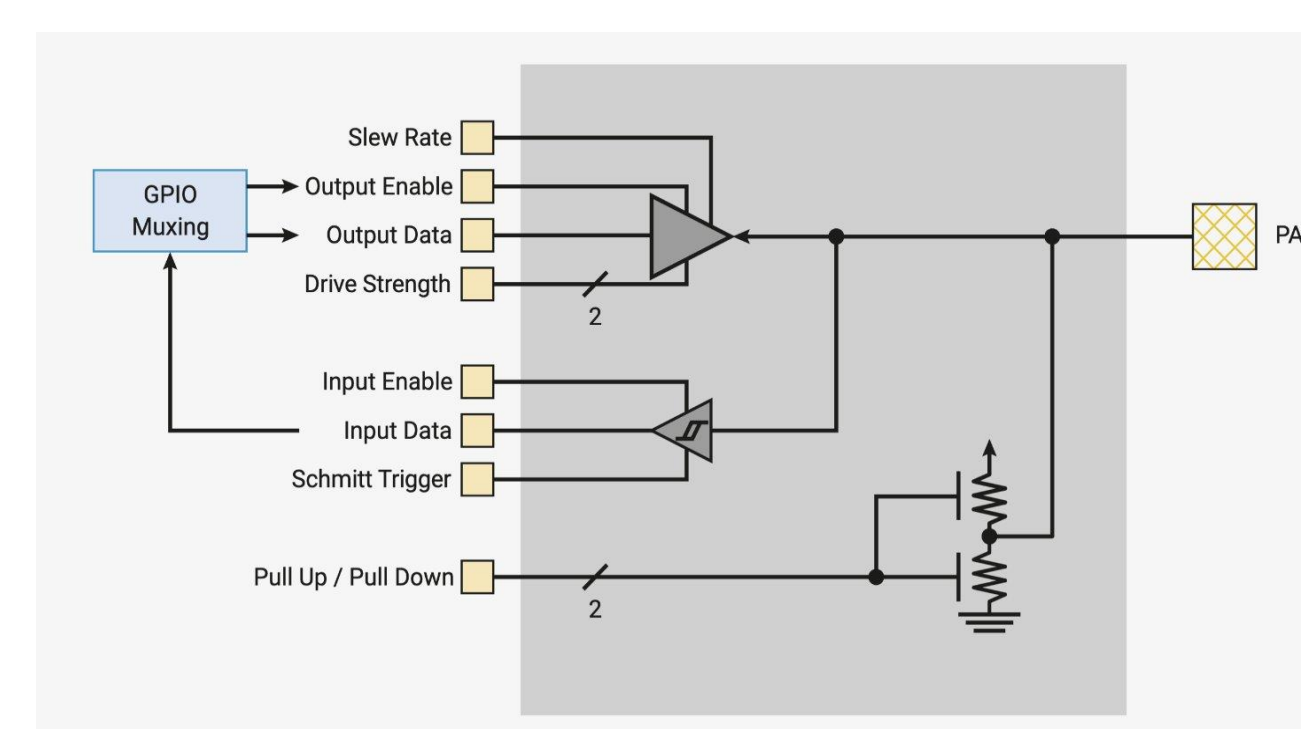 Slew Rate
GPIO
Muxing
Output Enable
Output Data
Drive Strength
2
PA
Input Enable
Input Data
Schmitt Trigger
Pull Up / Pull Down
2